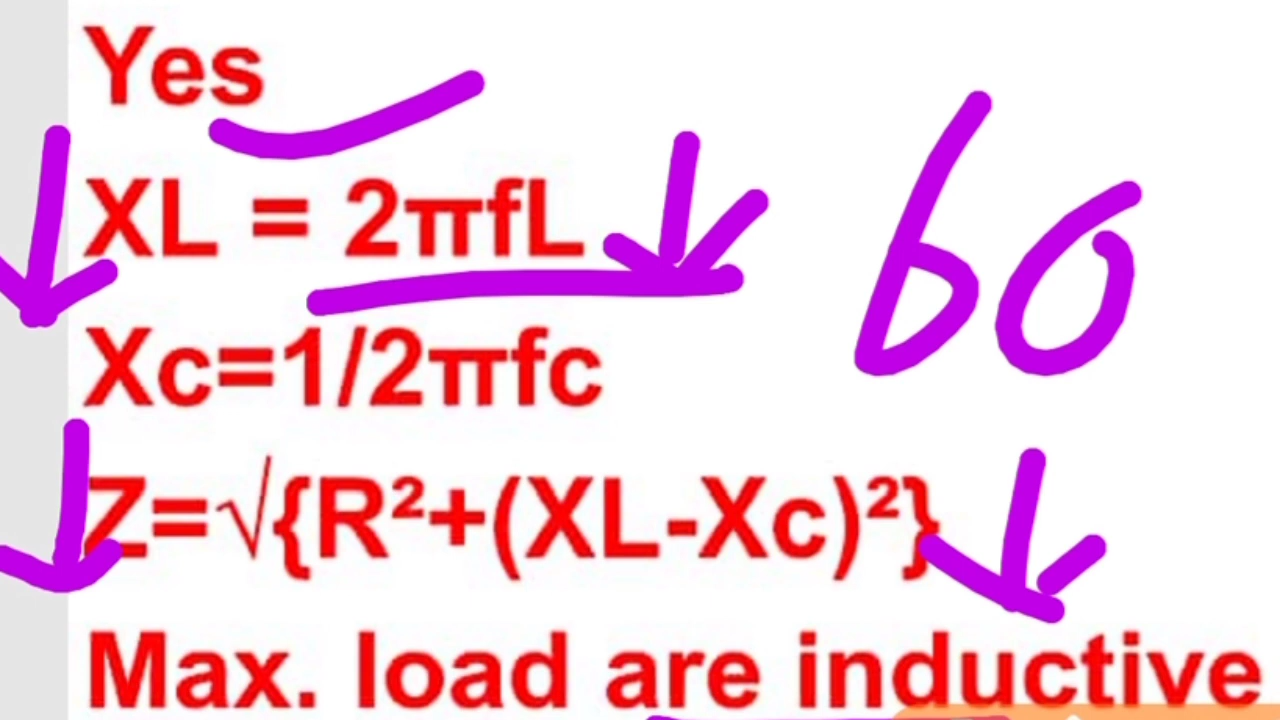 Yes
XL = 2πfL
60
Xc=1/2πfc
Z=√{R²+(XL-Xc)²}
Max. load are inductive